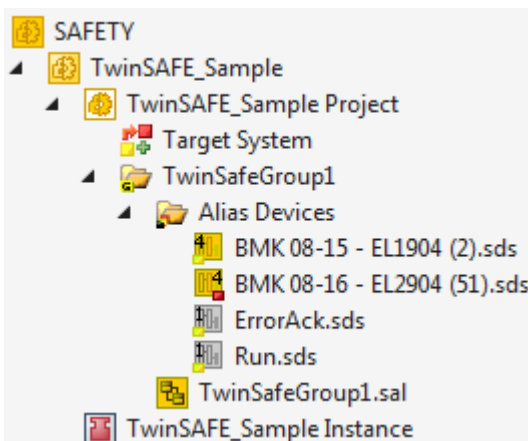 SAFETY
TwinSAFE_Sample
TwinSAFE_Sample Project
Target System
TwinSafeGroup1
Alias Devices
BMK 08-15 - EL1904 (2).sds
BMK 08-16 - EL2904 (51).sds
ErrorAck.sds
Run.sds
TwinSafeGroup1.sal
TwinSAFE_Sample Instance